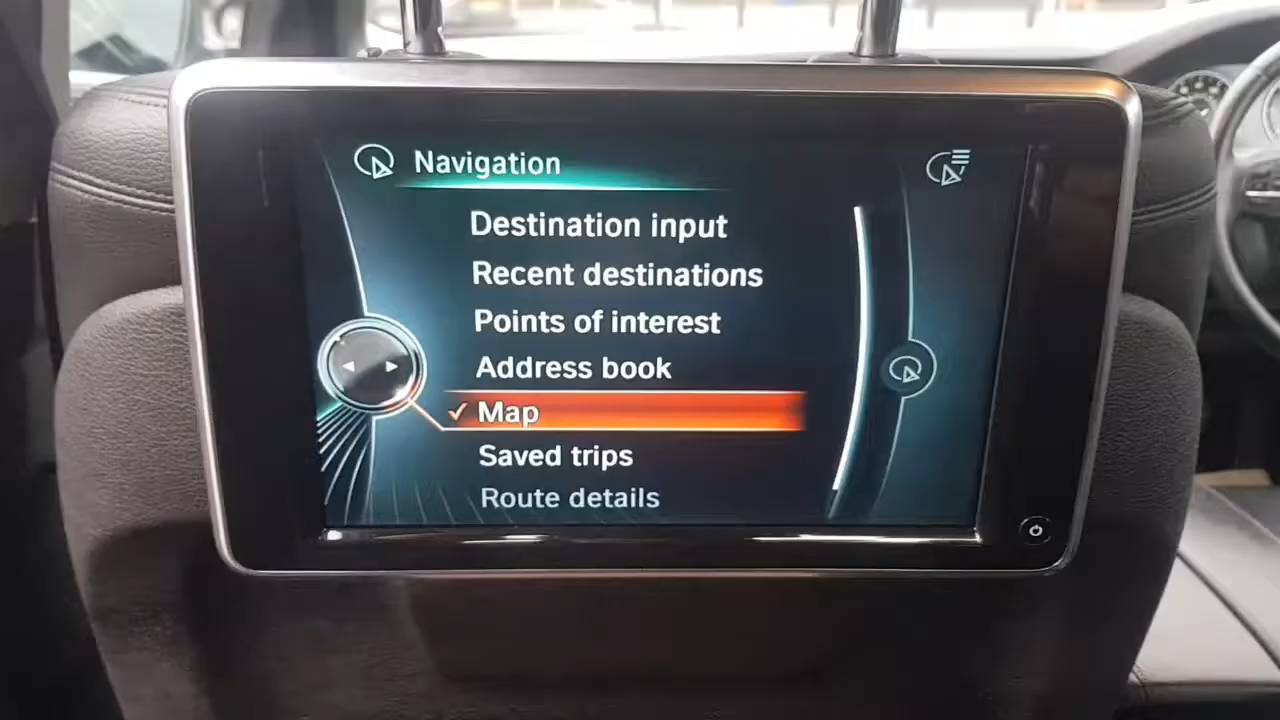 Navigation
Destination input
Recent destinations
Points of interest
Address book
Map
Saved trips
Route details